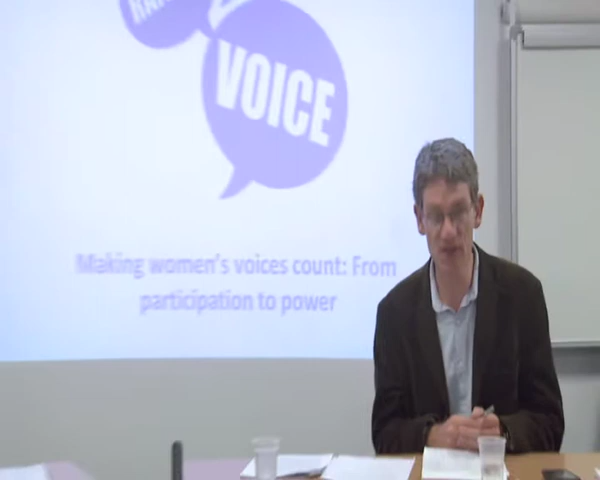 VOICE
Making women's voices count: From
participation to power